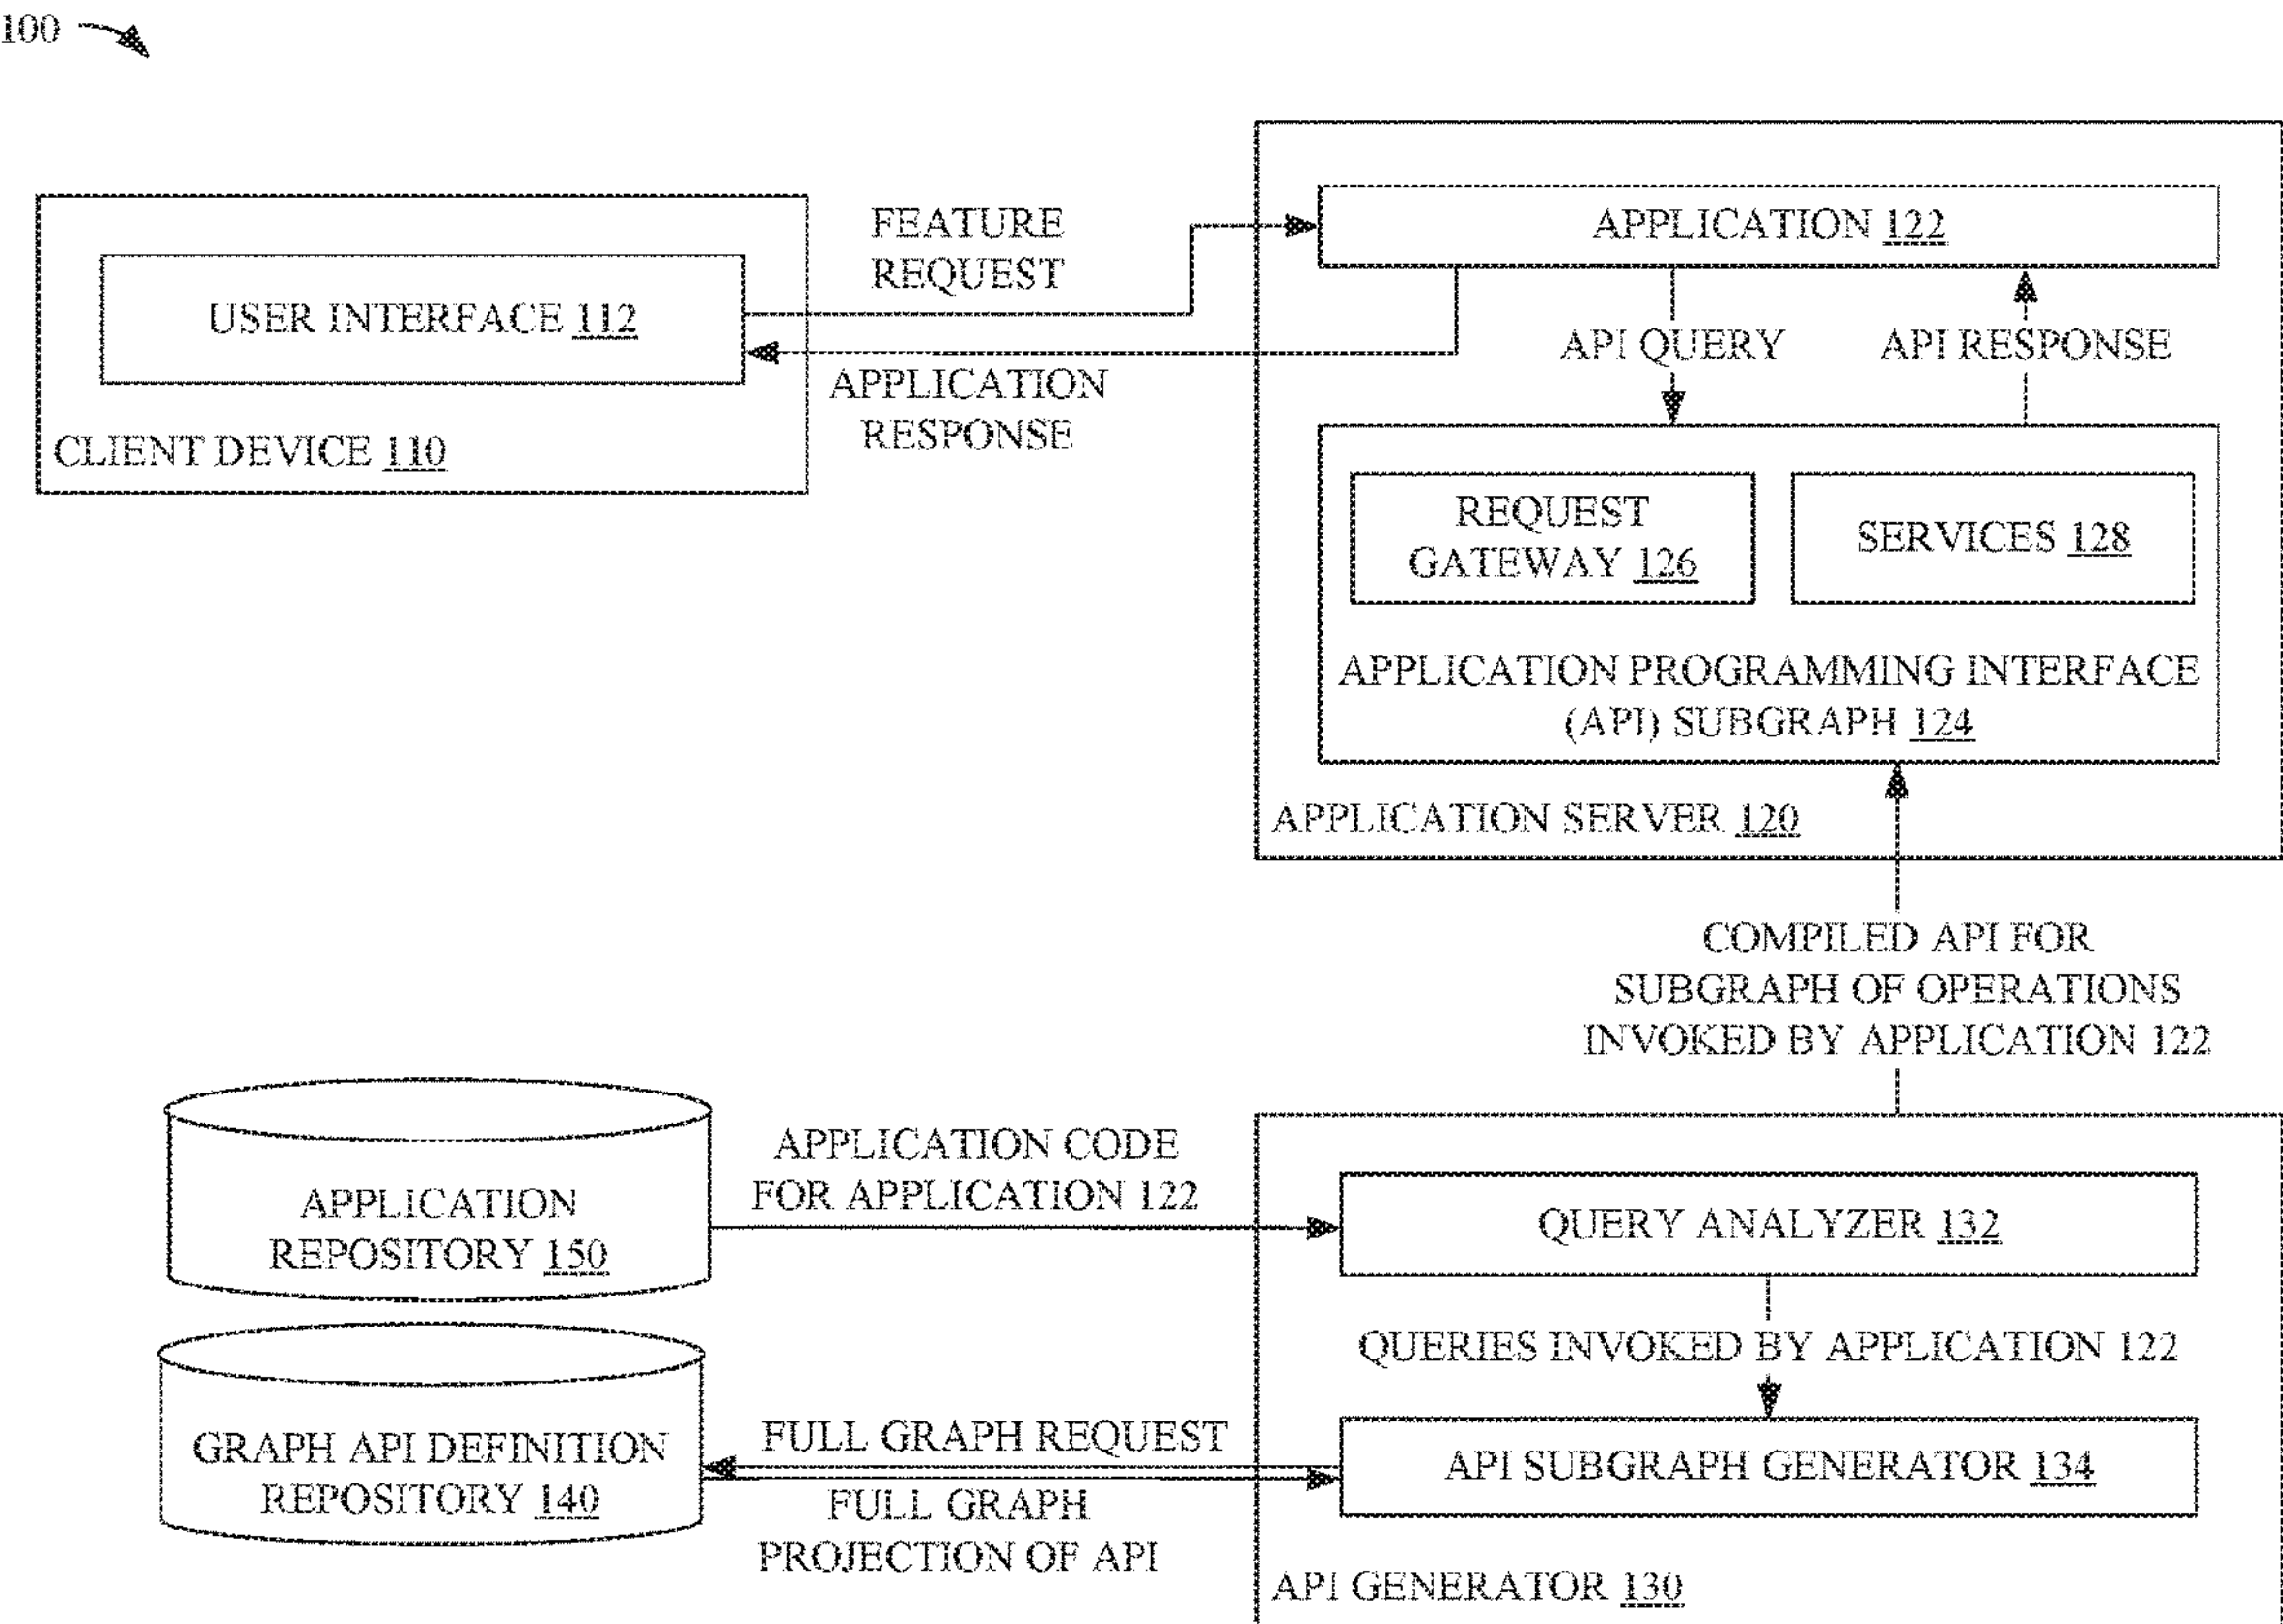 100
FEATURE
REQUEST
APPLICATION 122
USER INTERFACE 112
API QUERY
API RESPONSE
APPLICATION
RESPONSE
CLIENT DEVICE 110
REQUEST
GATEWAY 126
SERVICES 128
APPLICATION PROGRAMMING INTERFACE
(API) SUBGRAPH 124
APPLICATION SERVER 120
COMPILED API FOR
SUBGRAPH OF OPERATIONS
INVOKED BY APPLICATION 122
APPLICATION CODE
FOR APPLICATION 122
APPLICATION
REPOSITORY 150
QUERY ANALYZER 132
QUERIES INVOKED BY APPLICATION 122
FULL GRAPH REQUEST
GRAPH API DEFINITION
REPOSITORY 140
API SUBGRAPH GENERATOR 134
FULL GRAPH
PROJECTION OF API
API GENERATOR 130